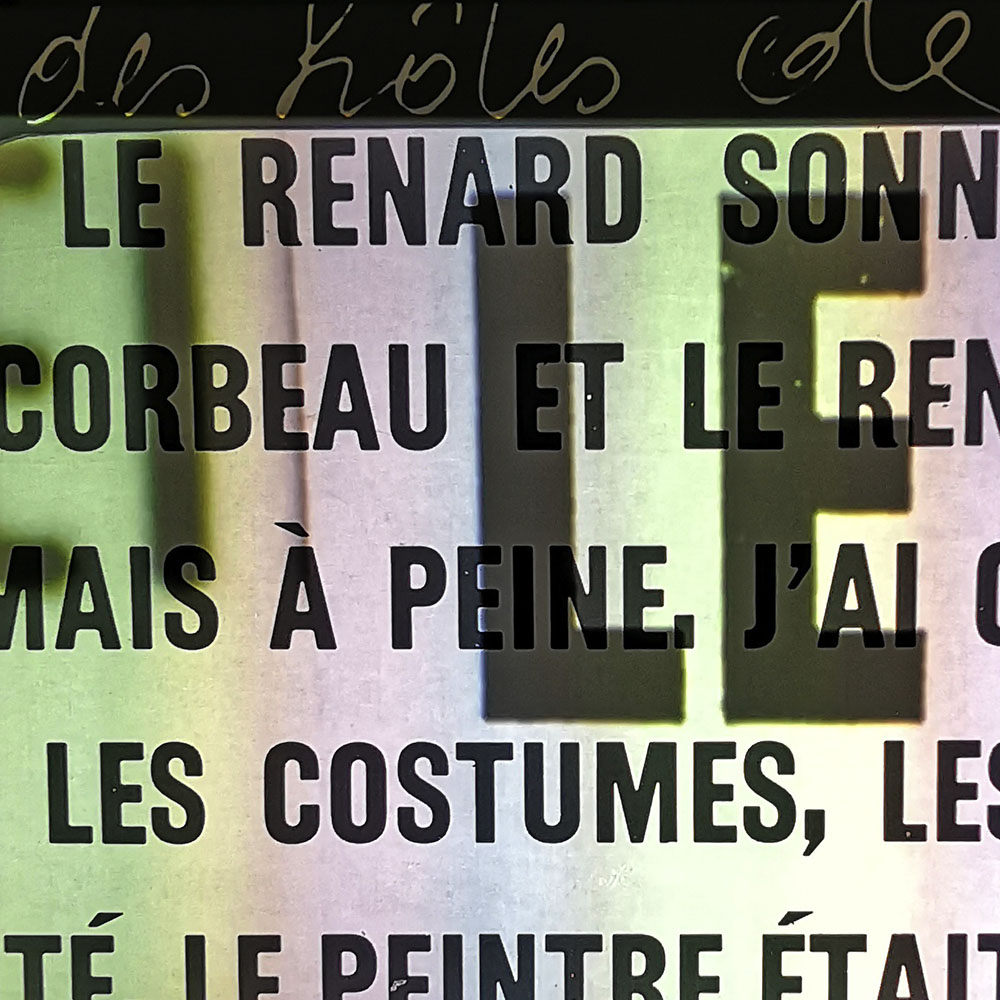 des Rôles de
LE RENARD SONN
CORBEAU ET LE REN
LE
MAIS À PEINE. J'AI
LES COSTUMES, LES
TÉ, LE PEINTRE ÉTAIT